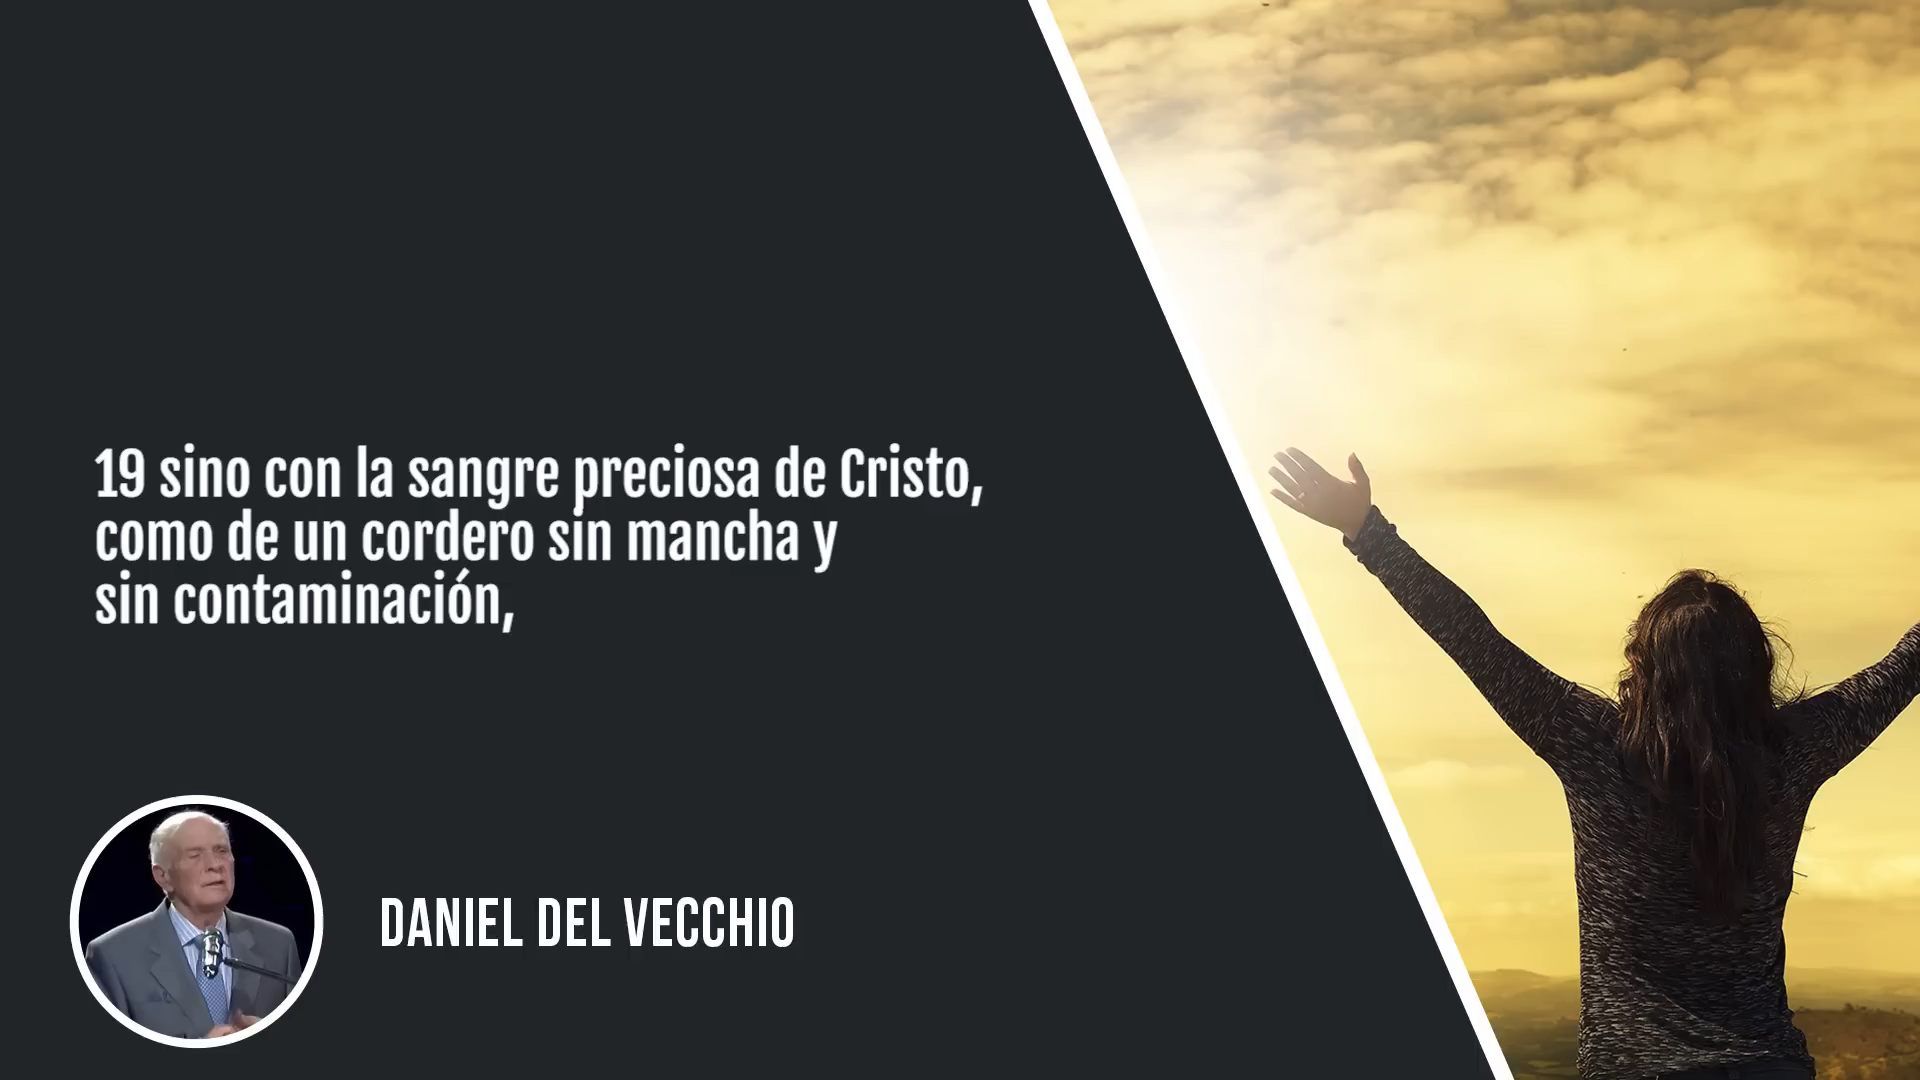 19 sino con la sangre preciosa de Cristo,
como de un cordero sin mancha y
sin contaminación,
DANIEL DEL VECCHIO